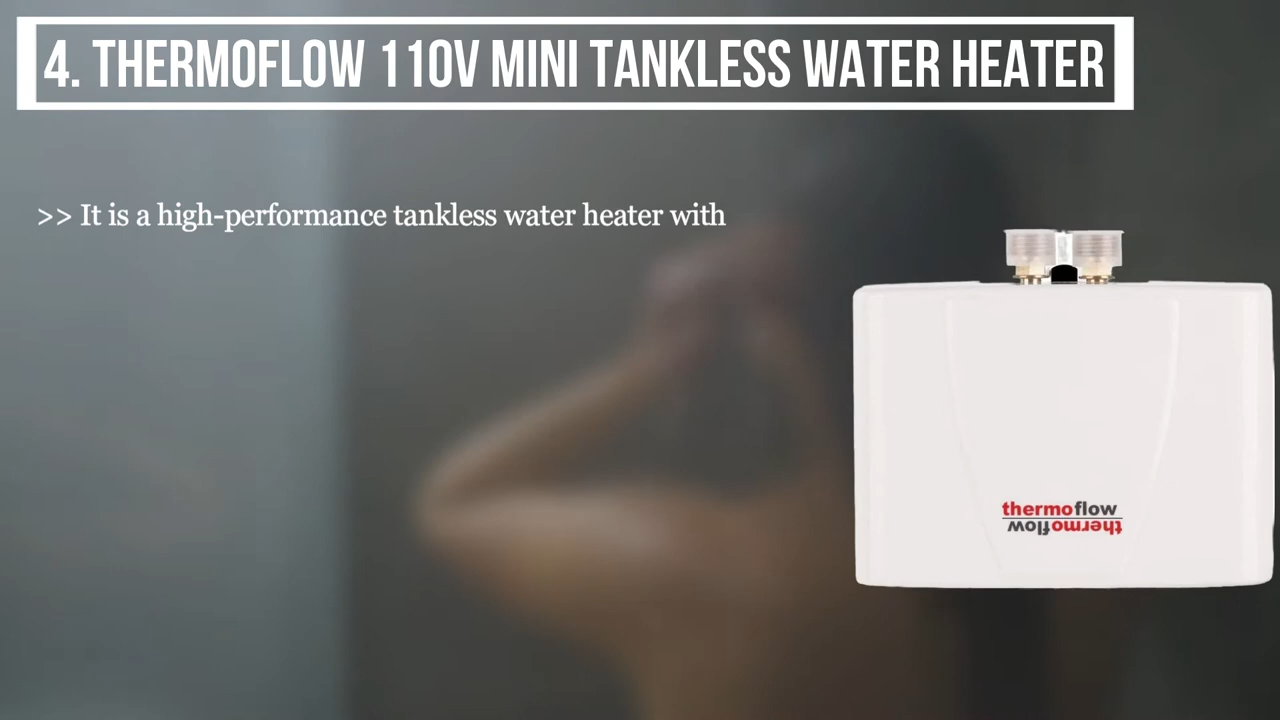 4. THERMOFLOW 110V MINI TANKLESS WATER HEATER
>> It is a high-performance tankless water heater with
thermoflow
thermoflow